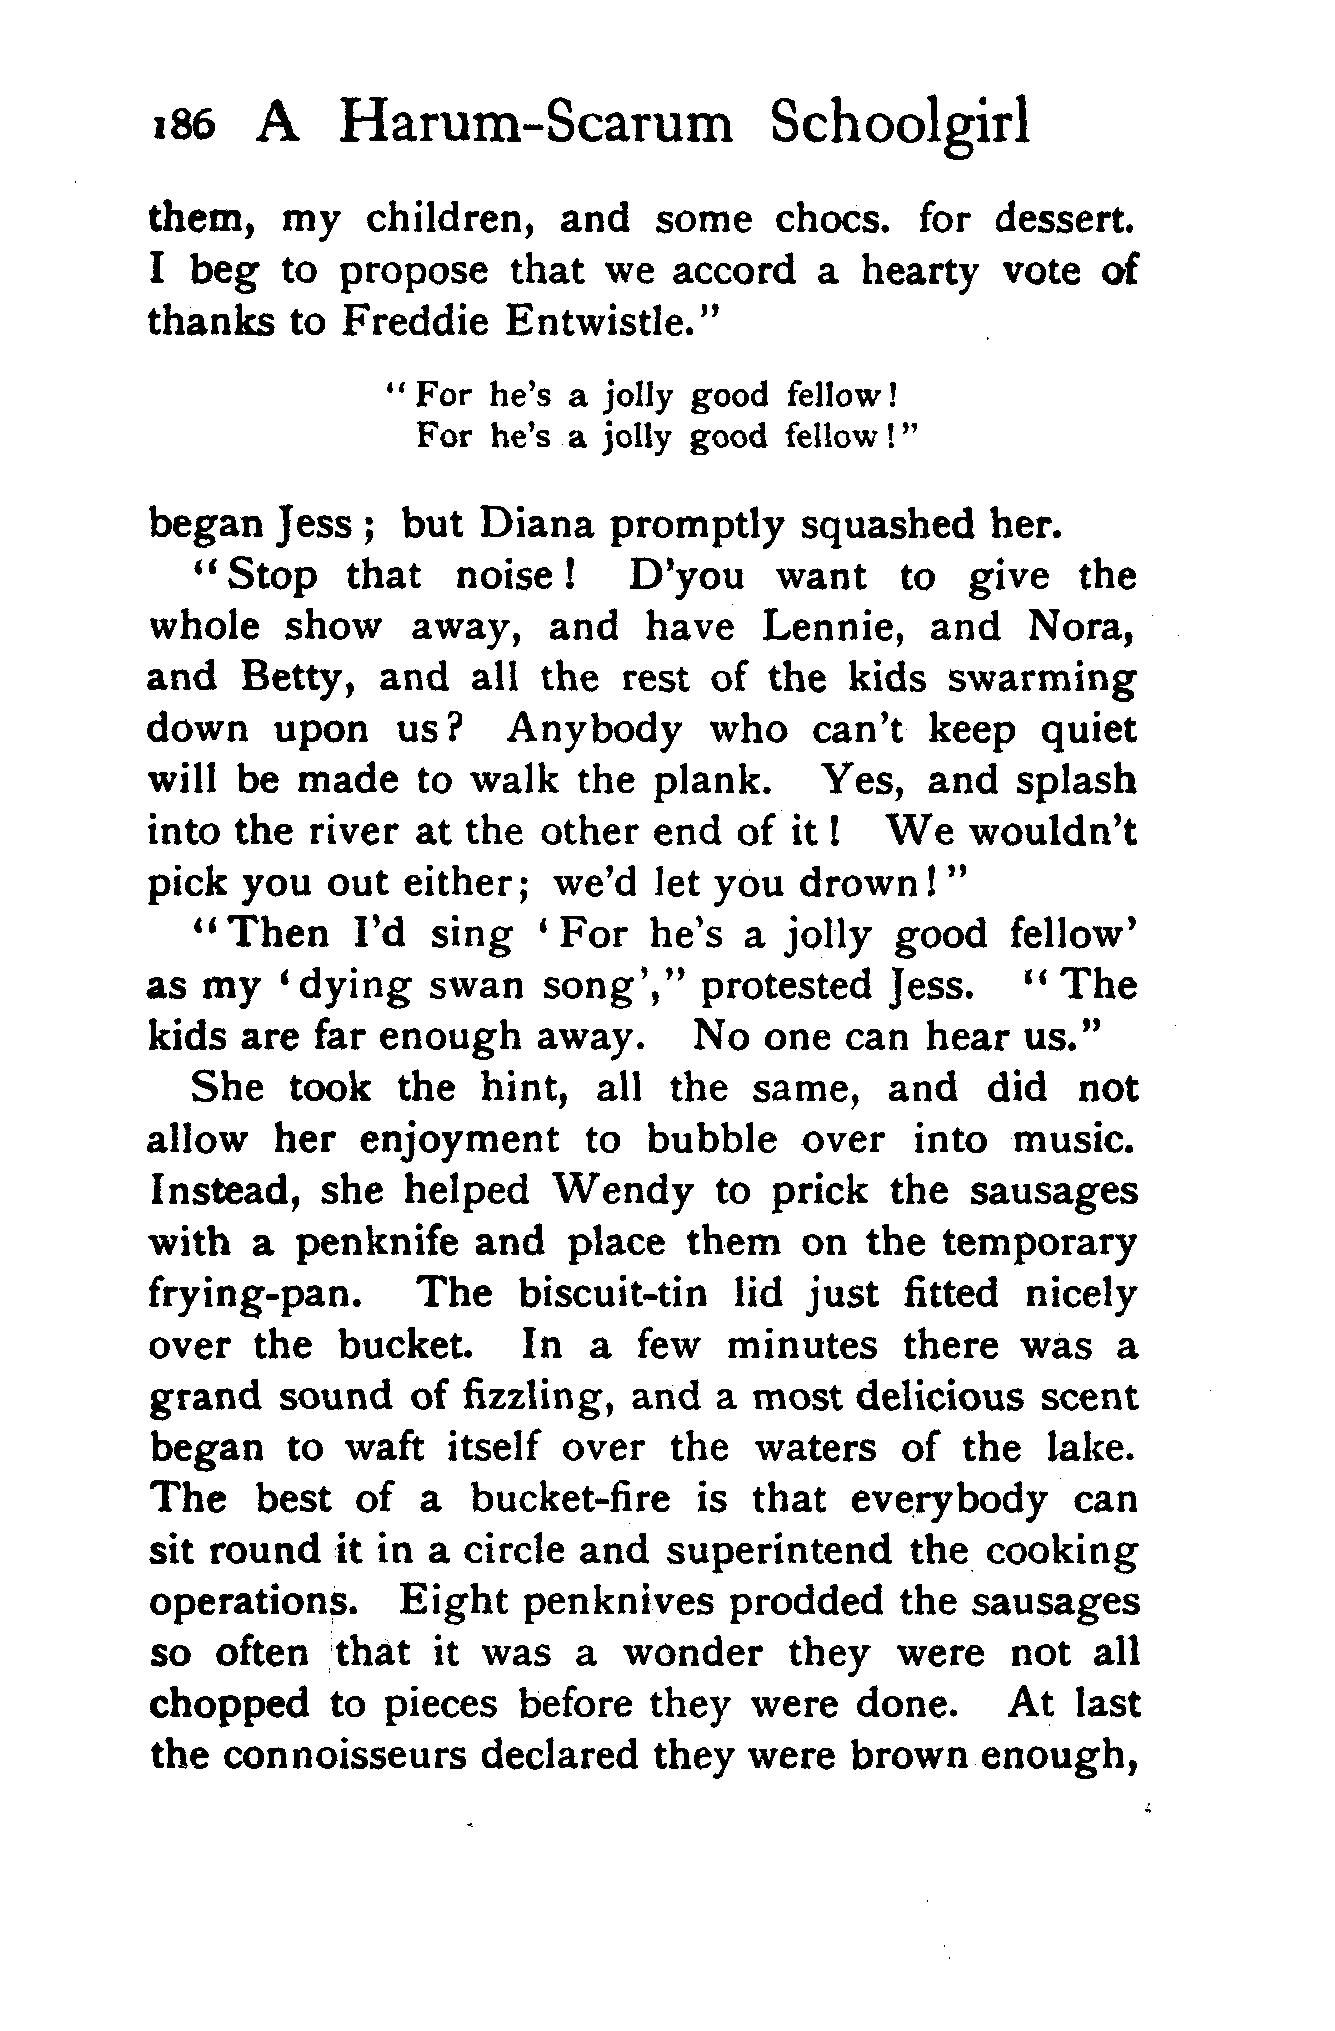 186 A Harum-Scarum Schoolgirl
them, my children, and some chocs. for dessert.
I beg to propose that we accord a hearty vote of
thanks to Freddie Entwistle."
"For he's a jolly good fellow!
For he's a jolly good fellow!"
began Jess; but Diana promptly squashed her.
"Stop that noise! D'you want to give the
whole show away, and have Lennie, and Nora,
and Betty, and all the rest of the kids swarming
down upon us? Anybody who can't keep quiet
will be made to walk the plank. Yes, and splash
into the river at the other end of it! We wouldn't
pick you out either; we'd let you drown!"
"Then I'd sing 'For he's a jolly good fellow'
as my 'dying swan song'," protested Jess. "The
kids are far enough away. No one can hear us."
She took the hint, all the same, and did not
allow her enjoyment to bubble over into music.
Instead, she helped Wendy to prick the sausages
with a penknife and place them on the temporary
frying-pan. The biscuit-tin lid just fitted nicely
over the bucket. In a few minutes there was a
grand sound of fizzling, and a most delicious scent
began to waft itself over the waters of the lake.
The best of a bucket-fire is that everybody can
sit round it in a circle and superintend the cooking
operations. Eight penknives prodded the sausages
so often that it was a wonder they were not all
chopped to pieces before they were done. At last
the connoisseurs declared they were brown enough,